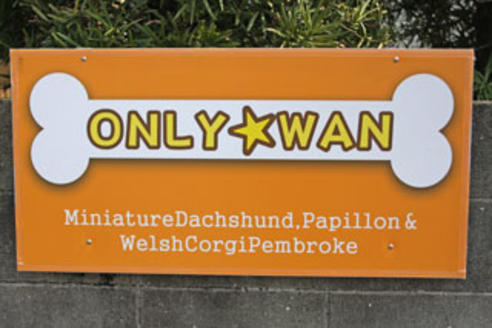 ONLY★WAN
MiniatureDachshund,Papillon&
WelshCorgiPembroke